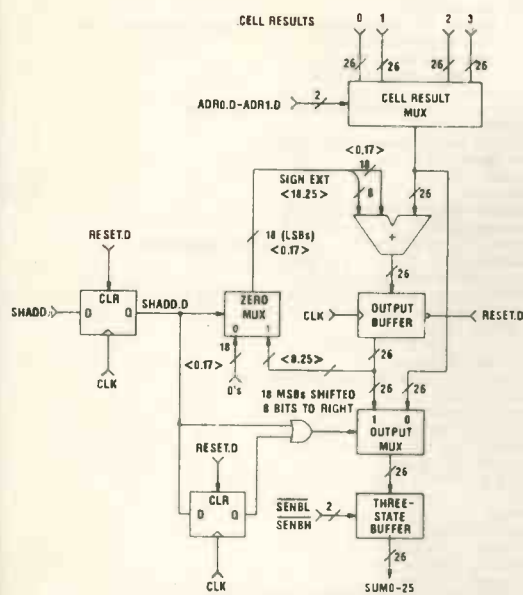 CELL RESULTS
0 1 2 3
26 26 26 26
ADR0.D-ADR1.D
2
CELL RESULT
MUX
<0.17>
18
SIGN EXT
<18.25>
8
26
+
18 (LSBs)
<0.17>
26
RESET.D
SHADD
D CLR Q
SHADD.D
CLK
ZERO
MUX
0 1
CLK
OUTPUT
BUFFER
RESET.D
18
<0.17>
0's
<8.25>
26
18 MSBs SHIFTED
8 BITS TO RIGHT
26 26
1 0
OUTPUT
MUX
26
RESET.D
D CLR Q
CLK
SENBL
SENBH
2
THREE-
STATE
BUFFER
26
SUM0-25